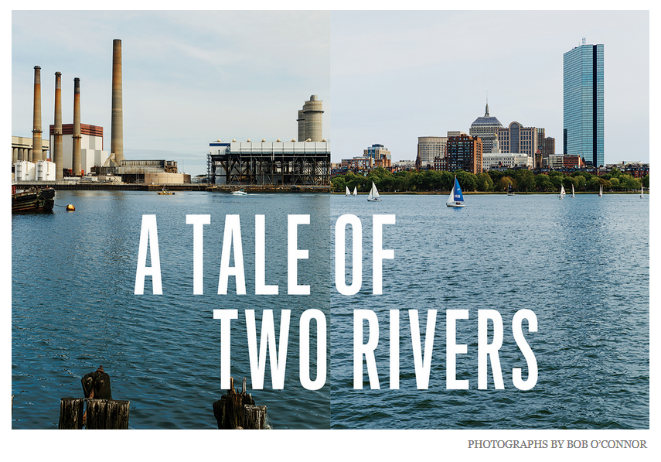 A TALE OF
TWO RIVERS
PHOTOGRAPHS BY BOB O'CONNOR